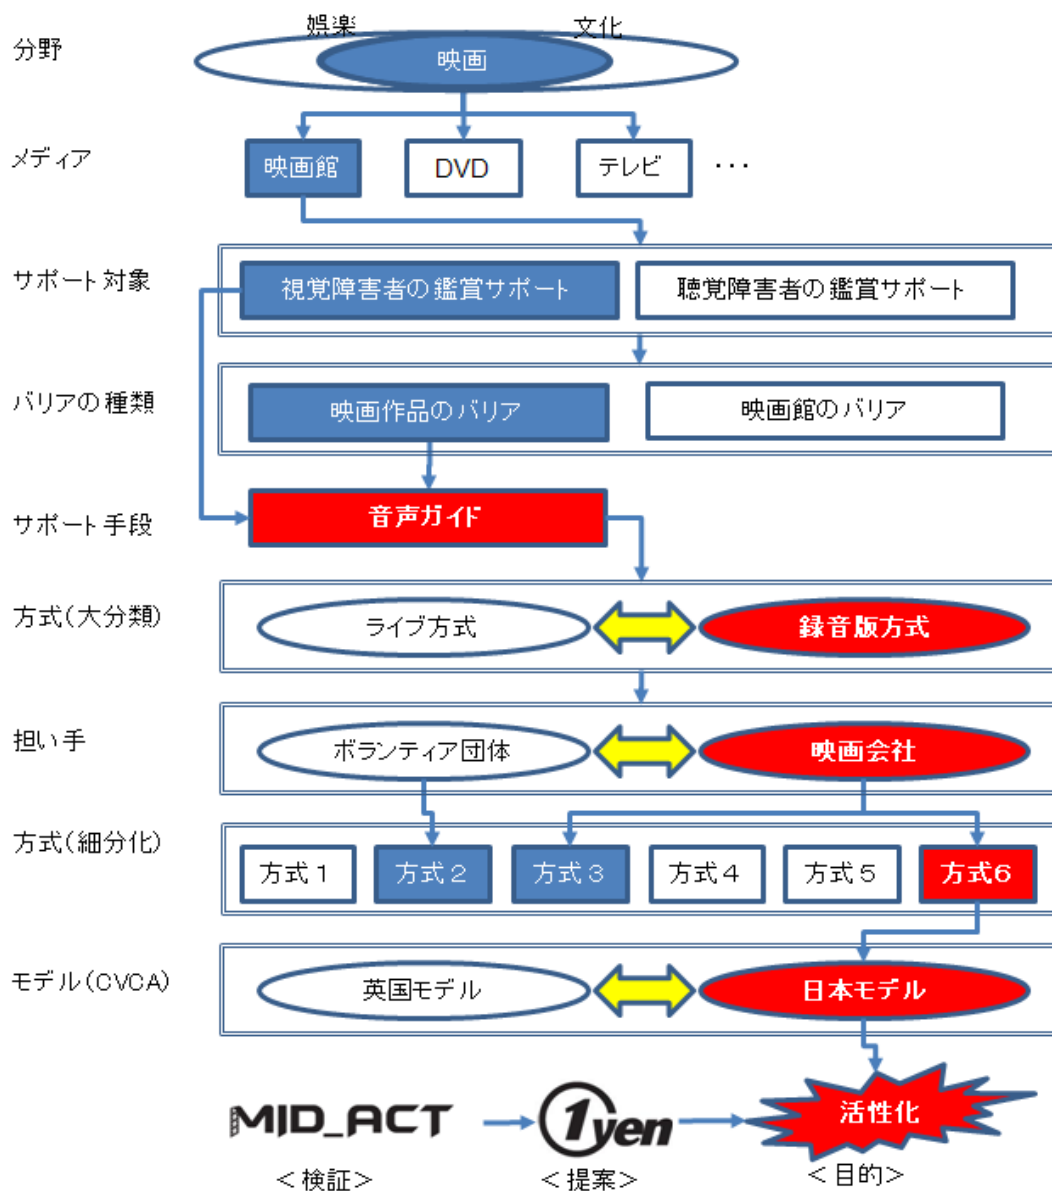 娯楽 文化
分野
映画
メディア
映画館 DVD テレビ ・・・
サポート対象
視覚障害者の鑑賞サポート 聴覚障害者の鑑賞サポート
バリアの種類
映画作品のバリア 映画館のバリア
サポート手段
音声ガイド
方式(大分類)
ライブ方式 録音版方式
担い手
ボランティア団体 映画会社
方式(細分化)
方式1 方式2 方式3 方式4 方式5 方式6
モデル(CVCA)
英国モデル 日本モデル
MID_ACT 1yen 活性化
<検証> <提案> <目的>